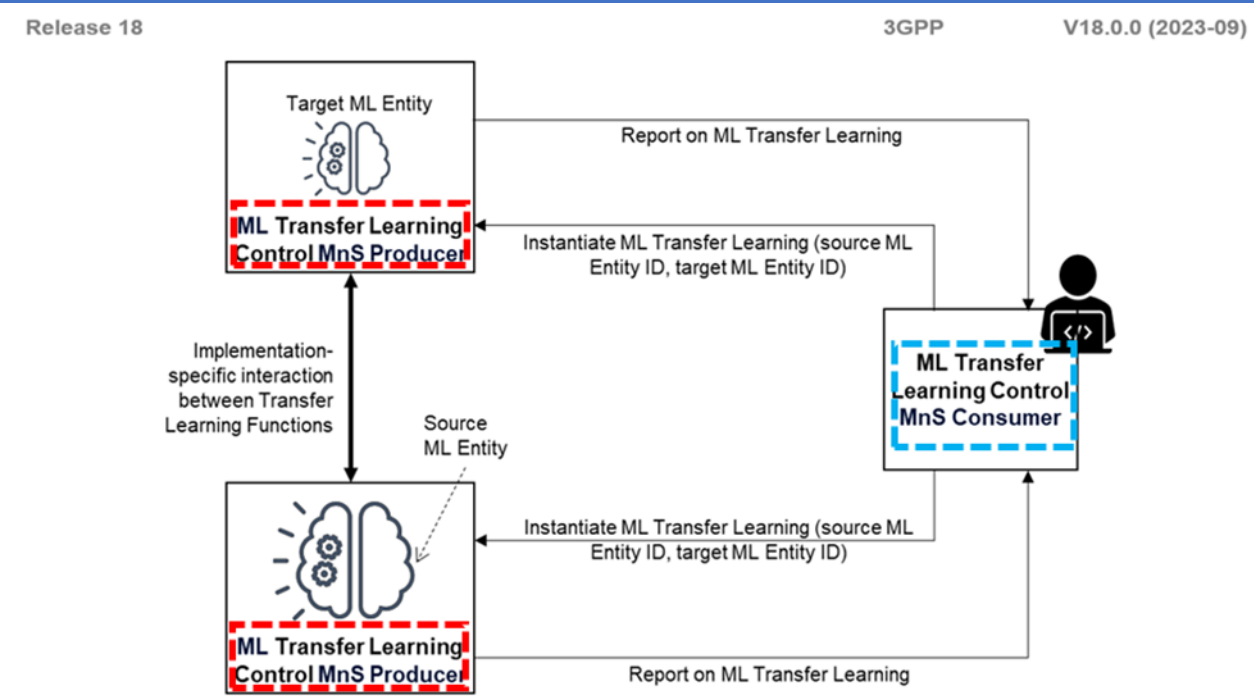 Release 18
3GPP
V18.0.0 (2023-09)
Target ML Entity
Report on ML Transfer Learning
ML Transfer Learning
Control MnS Producer
Instantiate ML Transfer Learning (source ML
Entity ID, target ML Entity ID)
</>
Implementation-
specific interaction
between Transfer
Learning Functions
ML Transfer
Learning Control
MnS Consumer
Source
ML Entity
Instantiate ML Transfer Learning (source ML
Entity ID, target ML Entity ID)
ML Transfer Learning
Control MnS Producer
Report on ML Transfer Learning